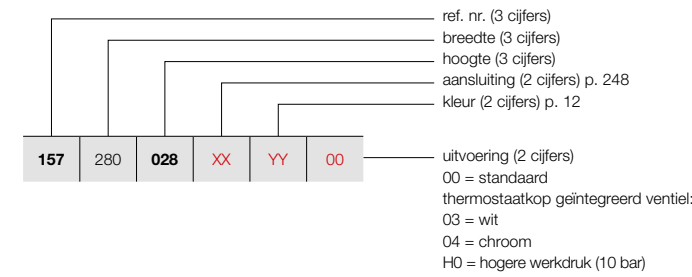 ref. nr. (3 cijfers)
breedte (3 cijfers)
hoogte (3 cijfers)
aansluiting (2 cijfers) p. 248
kleur (2 cijfers) p. 12
157 280 028 XX YY 00
uitvoering (2 cijfers)
00 = standaard
thermostaatkop geïntegreerd ventiel:
03 = wit
04 = chroom
H0 = hogere werkdruk (10 bar)